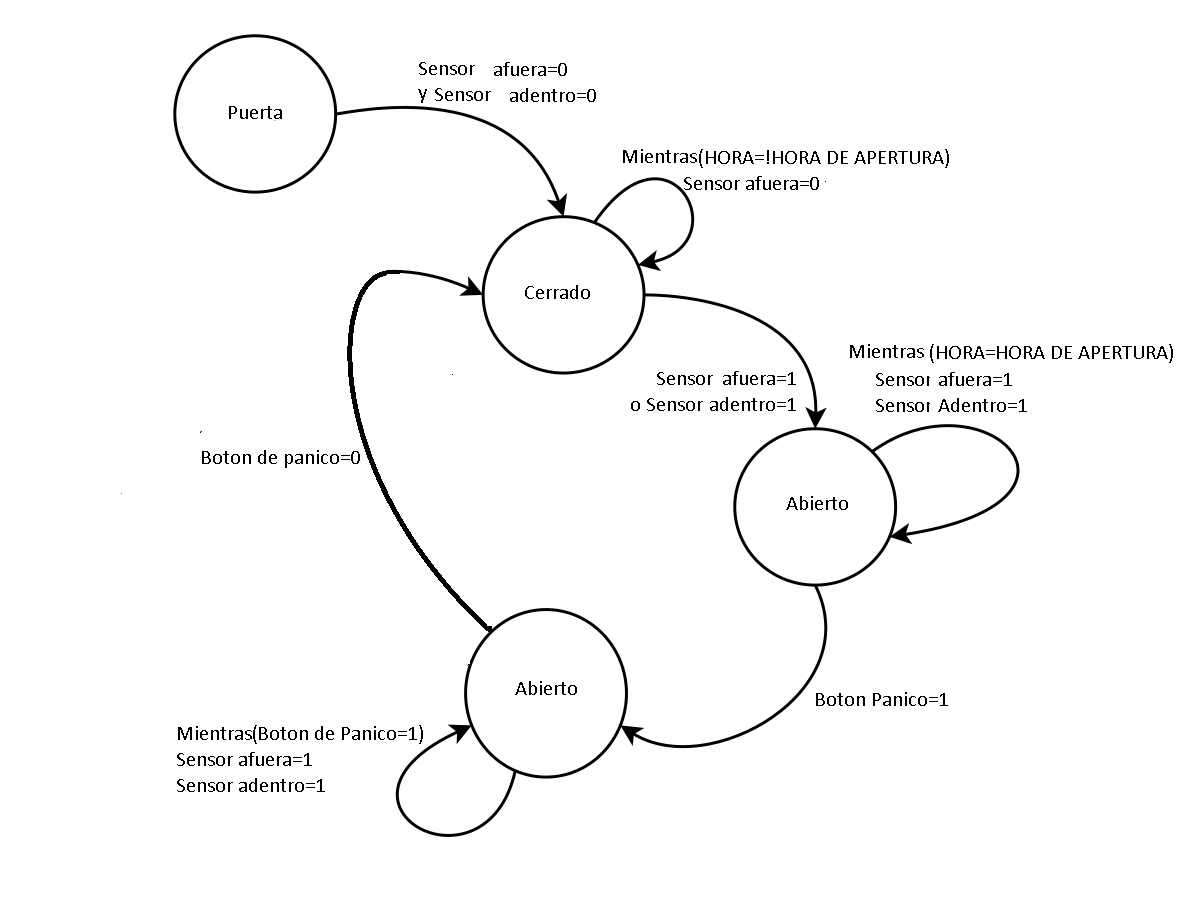 Puerta
Sensor afuera=0
y Sensor adentro=0
Mientras(HORA=!HORA DE APERTURA)
Sensor afuera=0
Cerrado
Sensor afuera=1
o Sensor adentro=1
Mientras (HORA=HORA DE APERTURA)
Sensor afuera=1
Sensor Adentro=1
Abierto
Boton de panico=0
Boton Panico=1
Abierto
Mientras(Boton de Panico=1)
Sensor afuera=1
Sensor adentro=1